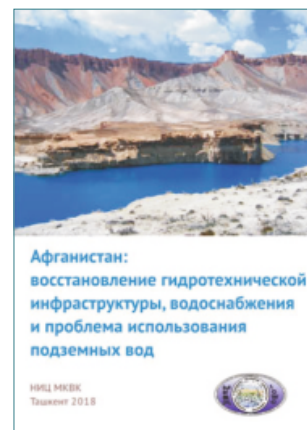 Афганистан:
восстановление гидротехнической
инфраструктуры, водоснабжения
и проблема использования
подземных вод
НИЦ МКВК
Ташкент 2018